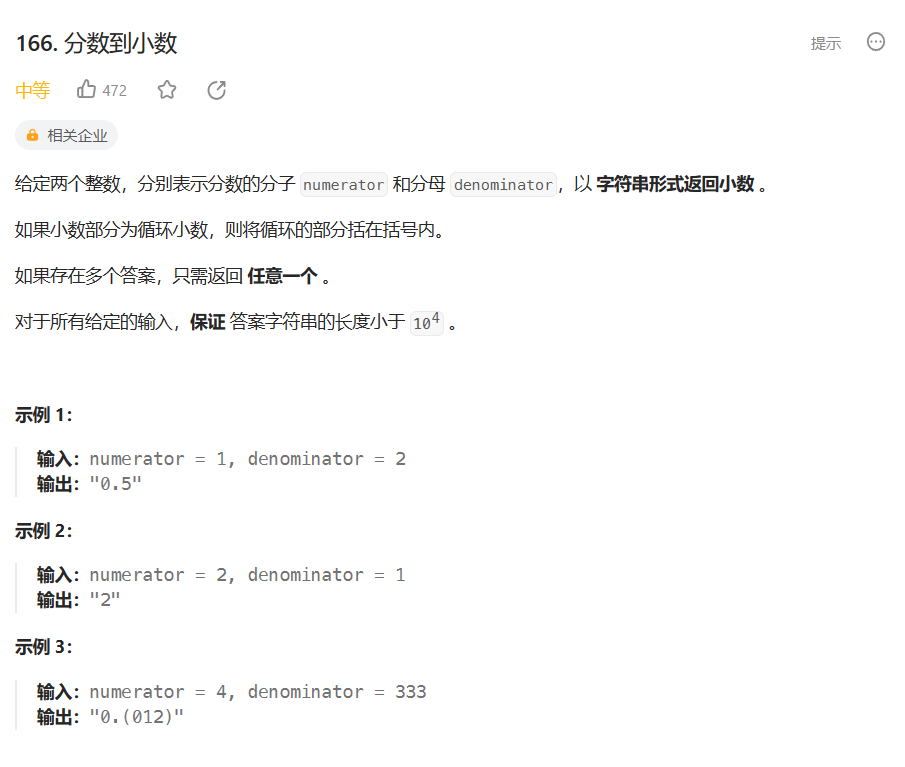 166. 分数到小数
提示
中等
472
相关企业
给定两个整数，分别表示分数的分子 numerator 和分母 denominator，以 字符串形式返回小数 。
如果小数部分为循环小数，则将循环的部分括在括号内。
如果存在多个答案，只需返回 任意一个 。
对于所有给定的输入，保证 答案字符串的长度小于 10⁴ 。
示例 1：
输入：numerator = 1, denominator = 2
输出："0.5"
示例 2：
输入：numerator = 2, denominator = 1
输出："2"
示例 3：
输入：numerator = 4, denominator = 333
输出："0.(012)"